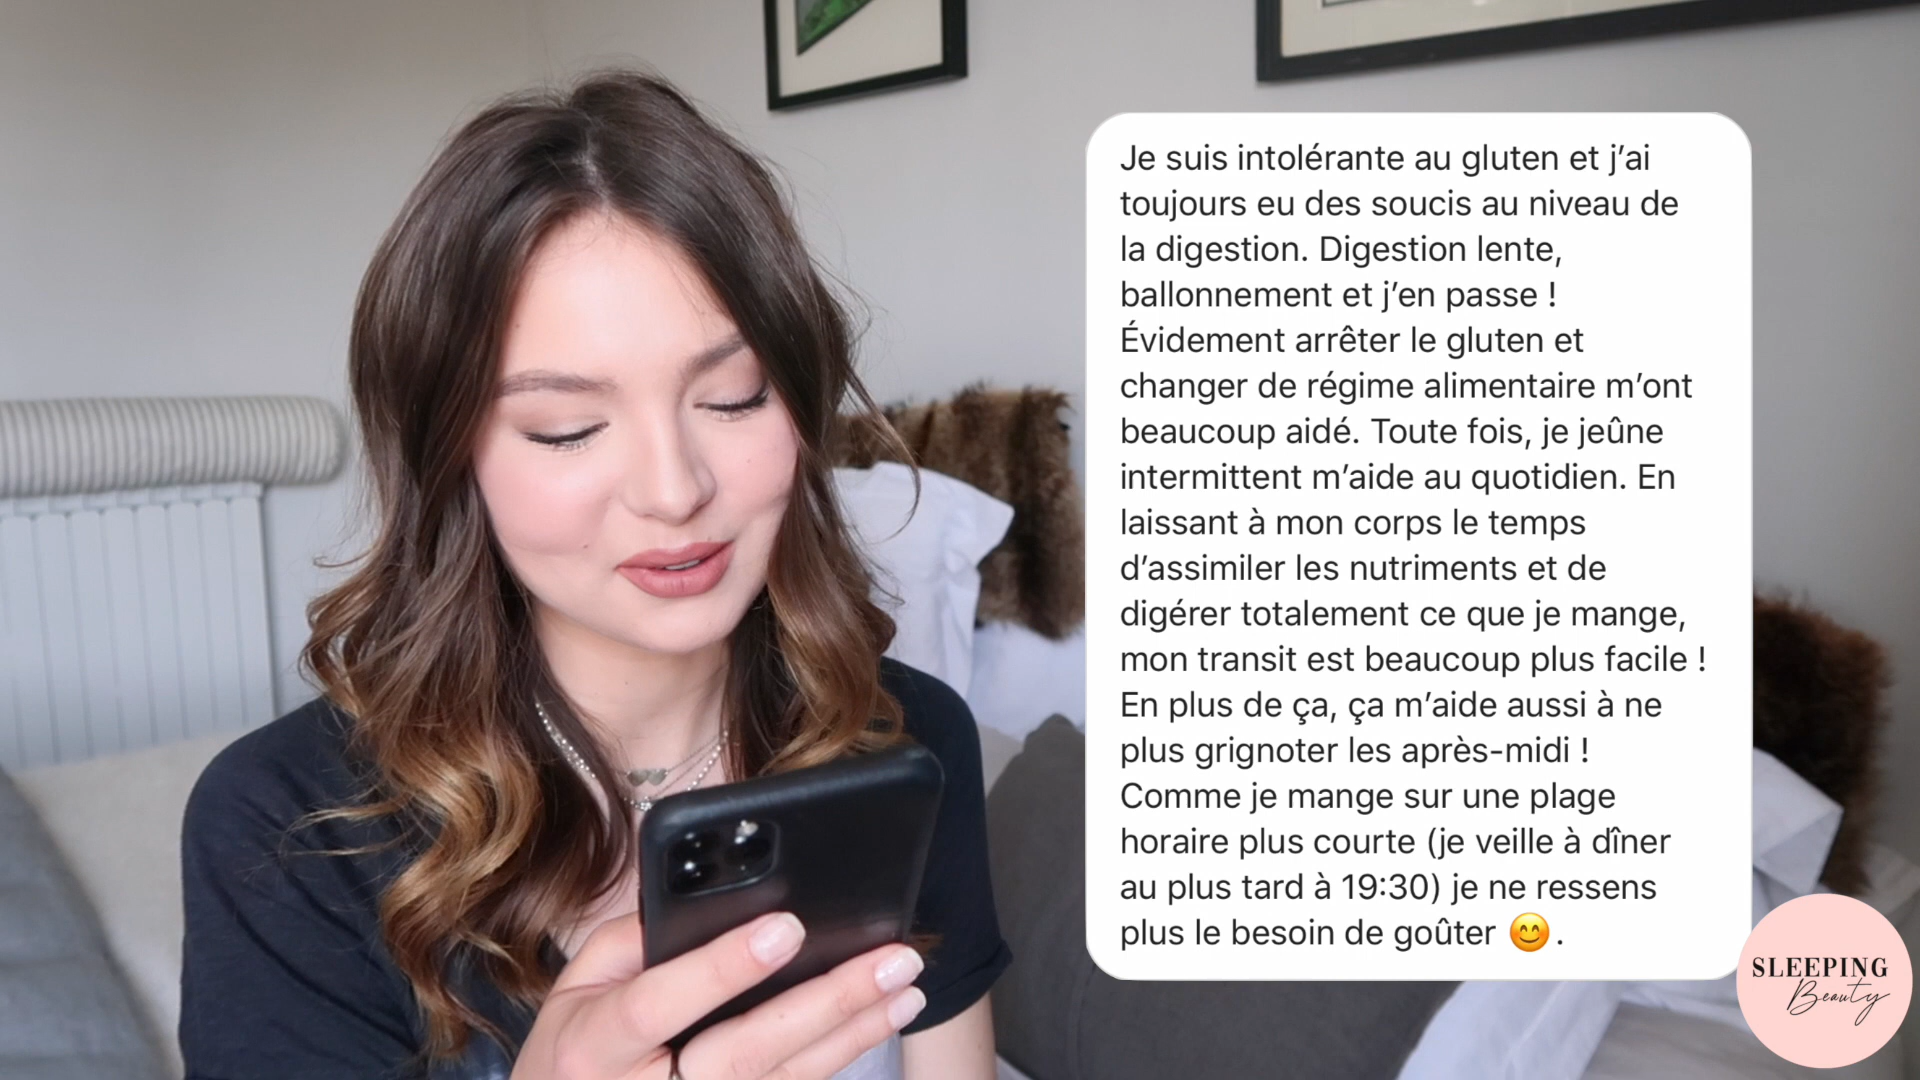 Je suis intolérante au gluten et j’ai
toujours eu des soucis au niveau de
la digestion. Digestion lente,
ballonnement et j’en passe !
Évidement arrêter le gluten et
changer de régime alimentaire m’ont
beaucoup aidé. Toute fois, je jeûne
intermittent m’aide au quotidien. En
laissant à mon corps le temps
d’assimiler les nutriments et de
digérer totalement ce que je mange,
mon transit est beaucoup plus facile !
En plus de ça, ça m’aide aussi à ne
plus grignoter les après-midi !
Comme je mange sur une plage
horaire plus courte (je veille à dîner
au plus tard à 19:30) je ne ressens
plus le besoin de goûter 😊.
SLEEPING
Beauty